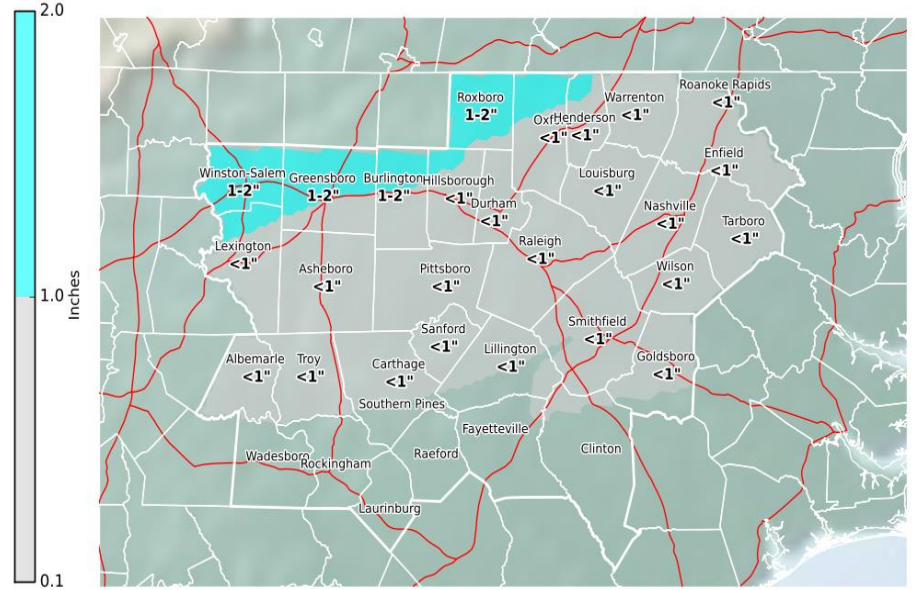 2.0
1.0
0.1
Inches
Roxboro
1-2"
Warrenton
<1"
Roanoke Rapids
<1"
Henderson
<1"
<1"
Enfield
<1"
Winston-Salem
1-2"
Greensboro
1-2"
Burlington
1-2"
Hillsborough
<1"
Durham
<1"
Louisburg
<1"
Nashville
<1"
Tarboro
<1"
Lexington
<1"
Asheboro
<1"
Pittsboro
<1"
Raleigh
<1"
Wilson
<1"
Albemarle
<1"
Troy
<1"
Carthage
<1"
Sanford
<1"
Lillington
<1"
Smithfield
<1"
Goldsboro
<1"
Southern Pines
Fayetteville
Wadesboro
Rockingham
Raeford
Clinton
Laurinburg